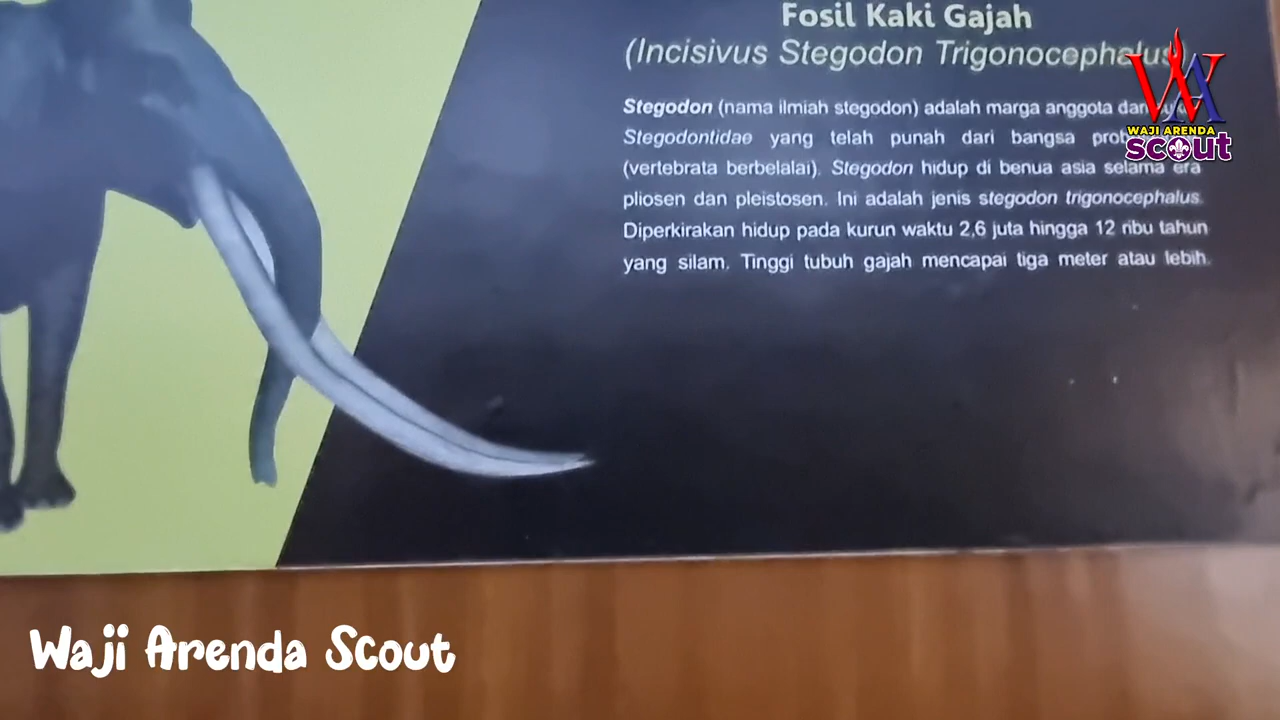 Fosil Kaki Gajah
(Incisivus Stegodon Trigonocephalus)
Stegodon (nama ilmiah stegodon) adalah marga anggota dari
Stegodontidae yang telah punah dari bangsa
(vertebrata berbelalai). Stegodon hidup di benua asia selama era
pliosen dan pleistosen. Ini adalah jenis stegodon trigonocephalus.
Diperkirakan hidup pada kurun waktu 2,6 juta hingga 12 ribu tahun
yang silam. Tinggi tubuh gajah mencapai tiga meter atau lebih.
WA
WAJI ARENDA
scout
Waji Arenda Scout